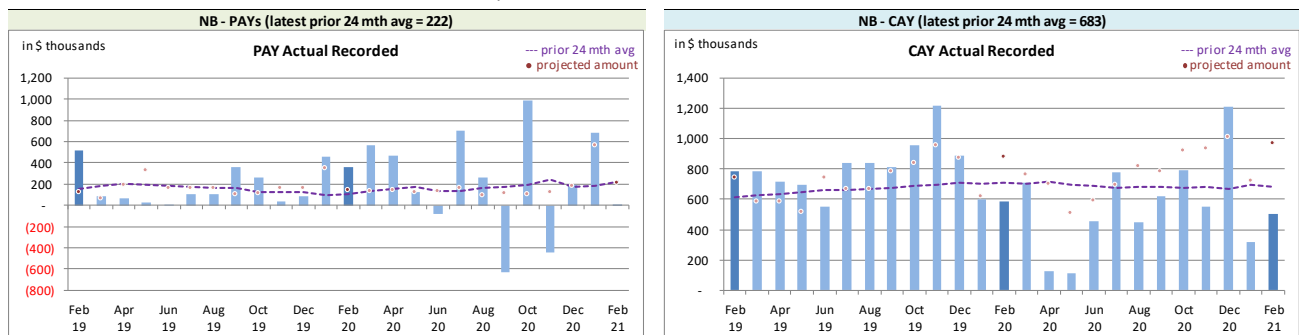 NB - PAYs (latest prior 24 mth avg = 222)
in $ thousands
PAY Actual Recorded
--- prior 24 mth avg
projected amount
1,200
1,000
800
600
400
200
-
(200)
(400)
(600)
(800)
Feb 19 Apr 19 Jun 19 Aug 19 Oct 19 Dec 19 Feb 20 Apr 20 Jun 20 Aug 20 Oct 20 Dec 20 Feb 21
NB - CAY (latest prior 24 mth avg = 683)
in $ thousands
CAY Actual Recorded
--- prior 24 mth avg
projected amount
1,400
1,200
1,000
800
600
400
200
-
Feb 19 Apr 19 Jun 19 Aug 19 Oct 19 Dec 19 Feb 20 Apr 20 Jun 20 Aug 20 Oct 20 Dec 20 Feb 21